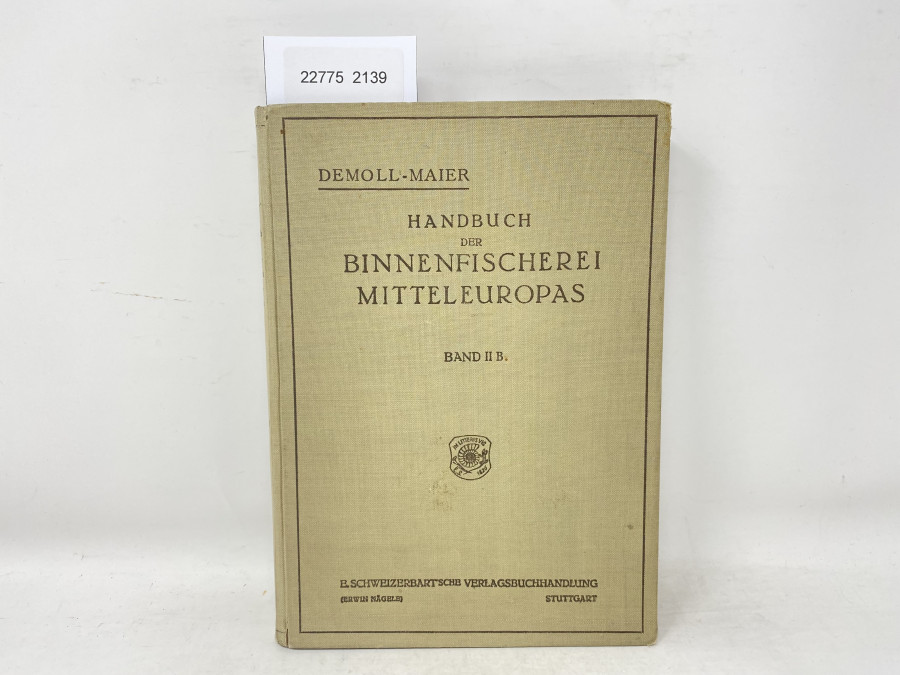 22775 2139
DEMOLL-MAIER
HANDBUCH
DER
BINNENFISCHEREI
MITTELEUROPAS
BAND II B.
E. SCHWEIZERBART'SCHE VERLAGSBUCHHANDLUNG
(ERWIN NÄGELE) STUTTGART